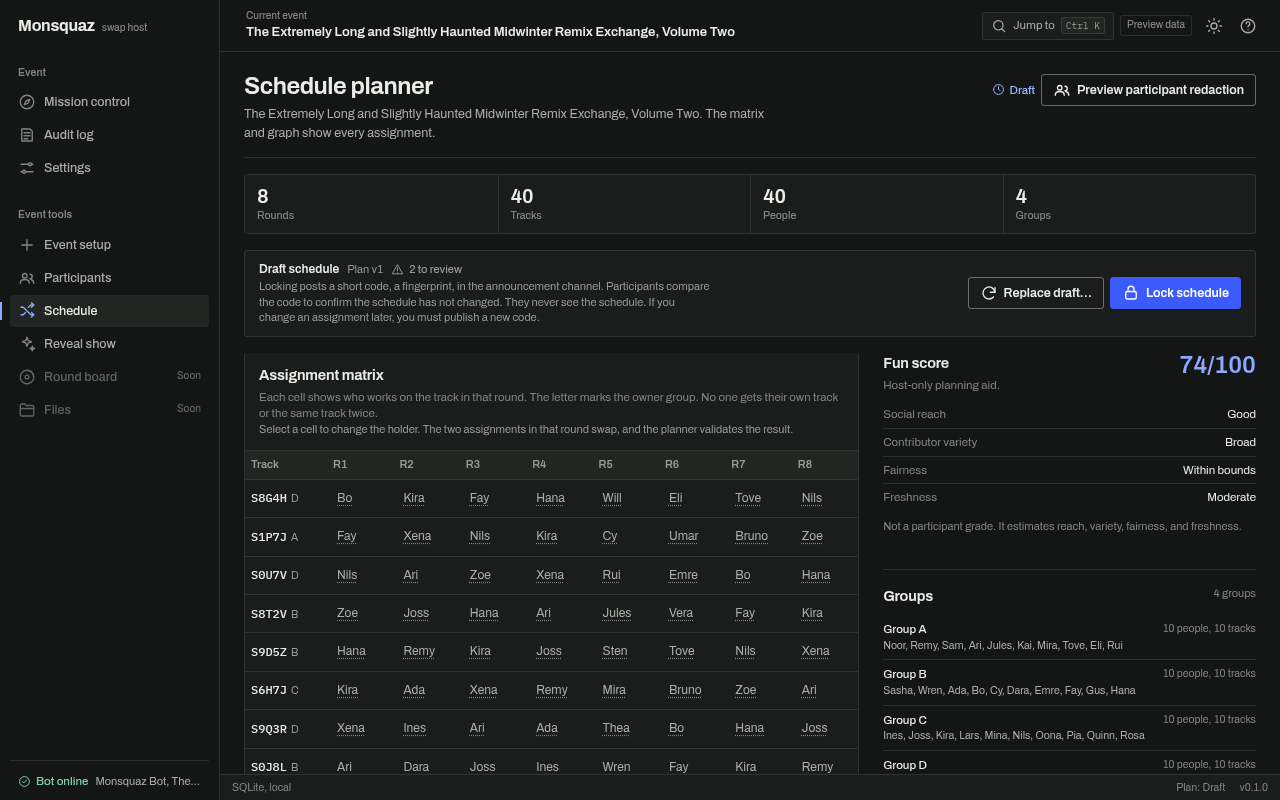 Monsquaz swap host
Event
Mission control
Audit log
Settings
Event tools
Event setup
Participants
Schedule
Reveal show
Round board Soon
Files Soon
Bot online Monsquaz Bot, The...
Current event
The Extremely Long and Slightly Haunted Midwinter Remix Exchange, Volume Two
Jump to Ctrl K
Preview data
Schedule planner
The Extremely Long and Slightly Haunted Midwinter Remix Exchange, Volume Two. The matrix
and graph show every assignment.
Draft
Preview participant redaction
8
Rounds
40
Tracks
40
People
4
Groups
Draft schedule Plan v1 2 to review
Locking posts a short code, a fingerprint, in the announcement channel. Participants compare
the code to confirm the schedule has not changed. They never see the schedule. If you
change an assignment later, you must publish a new code.
Replace draft...
Lock schedule
Assignment matrix
Each cell shows who works on the track in that round. The letter marks the owner group. No one gets their own track
or the same track twice.
Select a cell to change the holder. The two assignments in that round swap, and the planner validates the result.
Track R1 R2 R3 R4 R5 R6 R7 R8
S8G4H D Bo Kira Fay Hana Will Eli Tove Nils
S1P7J A Fay Xena Nils Kira Cy Umar Bruno Zoe
S0U7V D Nils Ari Zoe Xena Rui Emre Bo Hana
S8T2V B Zoe Joss Hana Ari Jules Vera Fay Kira
S9D5Z B Hana Remy Kira Joss Sten Tove Nils Xena
S6H7J C Kira Ada Xena Remy Mira Bruno Zoe Ari
S9Q3R D Xena Ines Ari Ada Thea Bo Hana Joss
S0J8L B Ari Dara Joss Ines Wren Fay Kira Remy
Fun score 74/100
Host-only planning aid.
Social reach Good
Contributor variety Broad
Fairness Within bounds
Freshness Moderate
Not a participant grade. It estimates reach, variety, fairness, and freshness.
Groups 4 groups
Group A 10 people, 10 tracks
Noor, Remy, Sam, Ari, Jules, Kai, Mira, Tove, Eli, Rui
Group B 10 people, 10 tracks
Sasha, Wren, Ada, Bo, Cy, Dara, Emre, Fay, Gus, Hana
Group C 10 people, 10 tracks
Ines, Joss, Kira, Lars, Mina, Nils, Oona, Pia, Quinn, Rosa
Group D 10 people, 10 tracks
SQLite, local
Plan: Draft v0.1.0